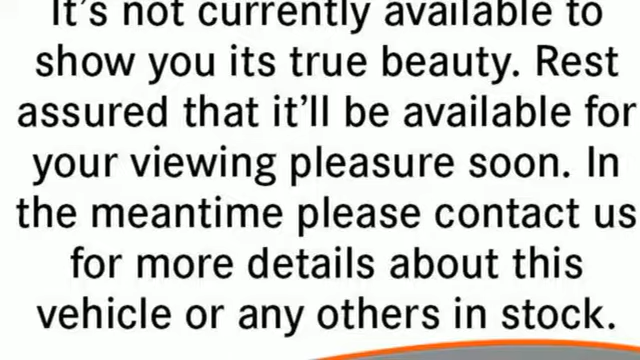 It's not currently available to
show you its true beauty. Rest
assured that it'll be available for
your viewing pleasure soon. In
the meantime please contact us
for more details about this
vehicle or any others in stock.